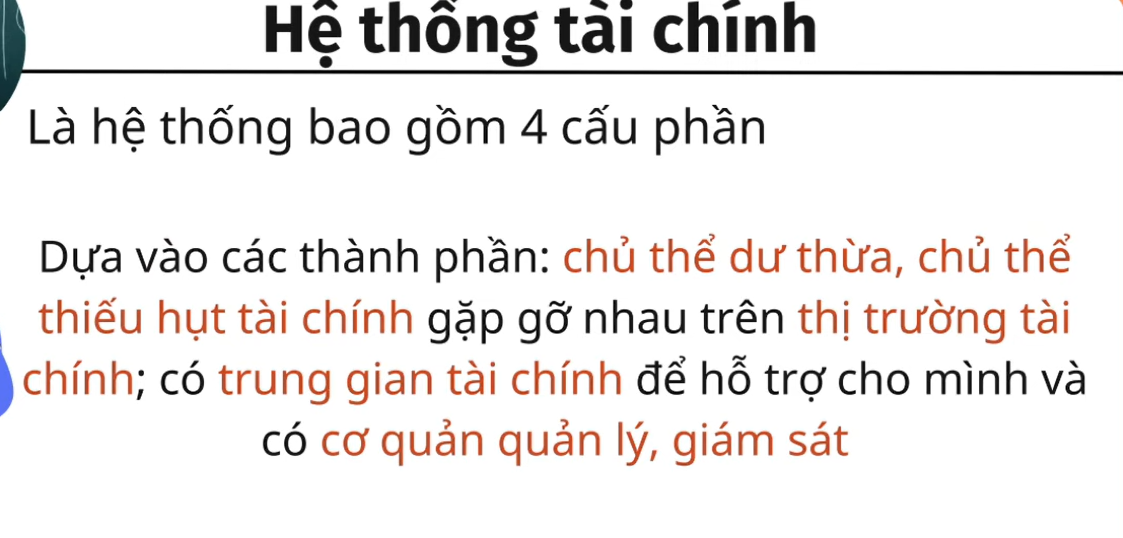 Hệ thống tài chính
Là hệ thống bao gồm 4 cấu phần
Dựa vào các thành phần: chủ thể dư thừa, chủ thể
thiếu hụt tài chính gặp gỡ nhau trên thị trường tài
chính; có trung gian tài chính để hỗ trợ cho mình và
có cơ quản quản lý, giám sát